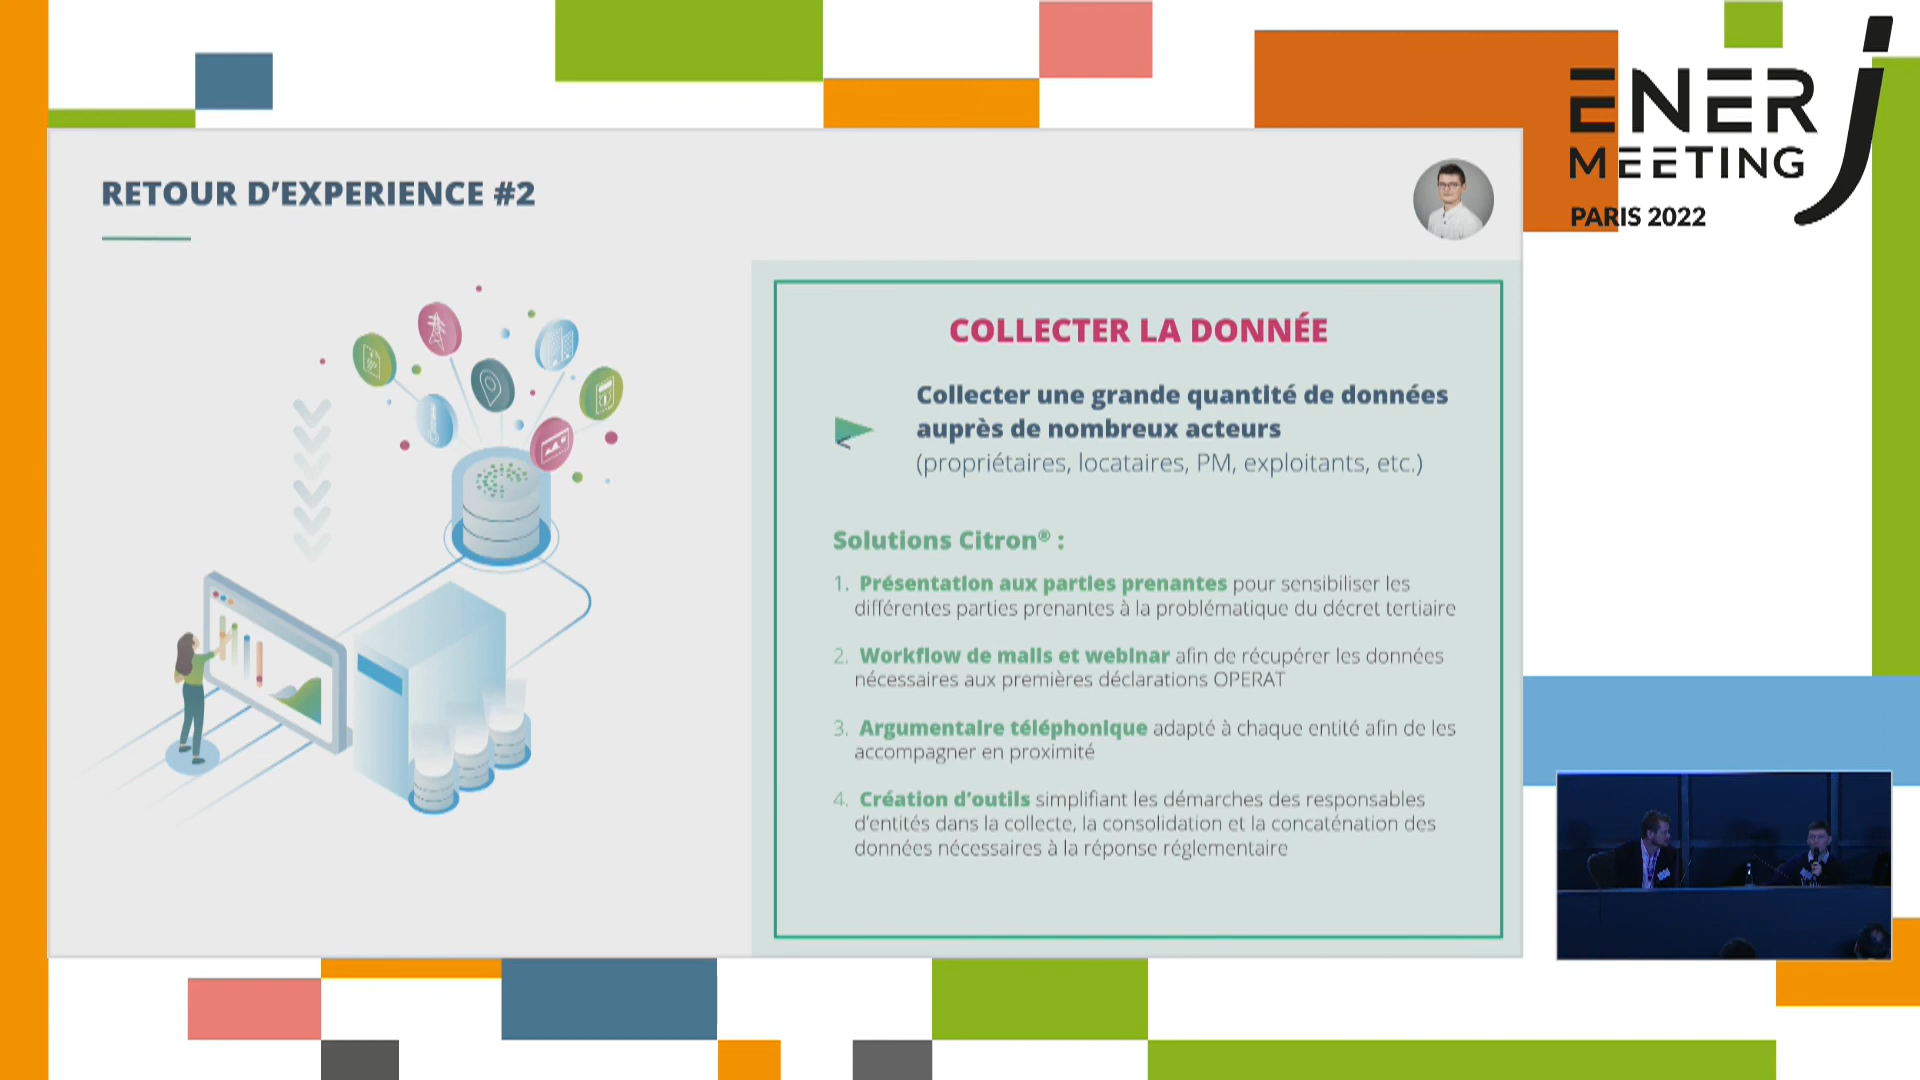 RETOUR D'EXPERIENCE #2
ENER J
MEETING
PARIS 2022
COLLECTER LA DONNÉE
Collecter une grande quantité de données
auprès de nombreux acteurs
(propriétaires, locataires, PM, exploitants, etc.)
Solutions Citron® :
1. Présentation aux parties prenantes pour sensibiliser les
différentes parties prenantes à la problématique du décret tertiaire
2. Workflow de mails et webinar afin de récupérer les données
nécessaires aux premières déclarations OPERAT
3. Argumentaire téléphonique adapté à chaque entité afin de les
accompagner en proximité
4. Création d'outils simplifiant les démarches des responsables
d'entités dans la collecte, la consolidation et la concaténation des
données nécessaires à la réponse réglementaire